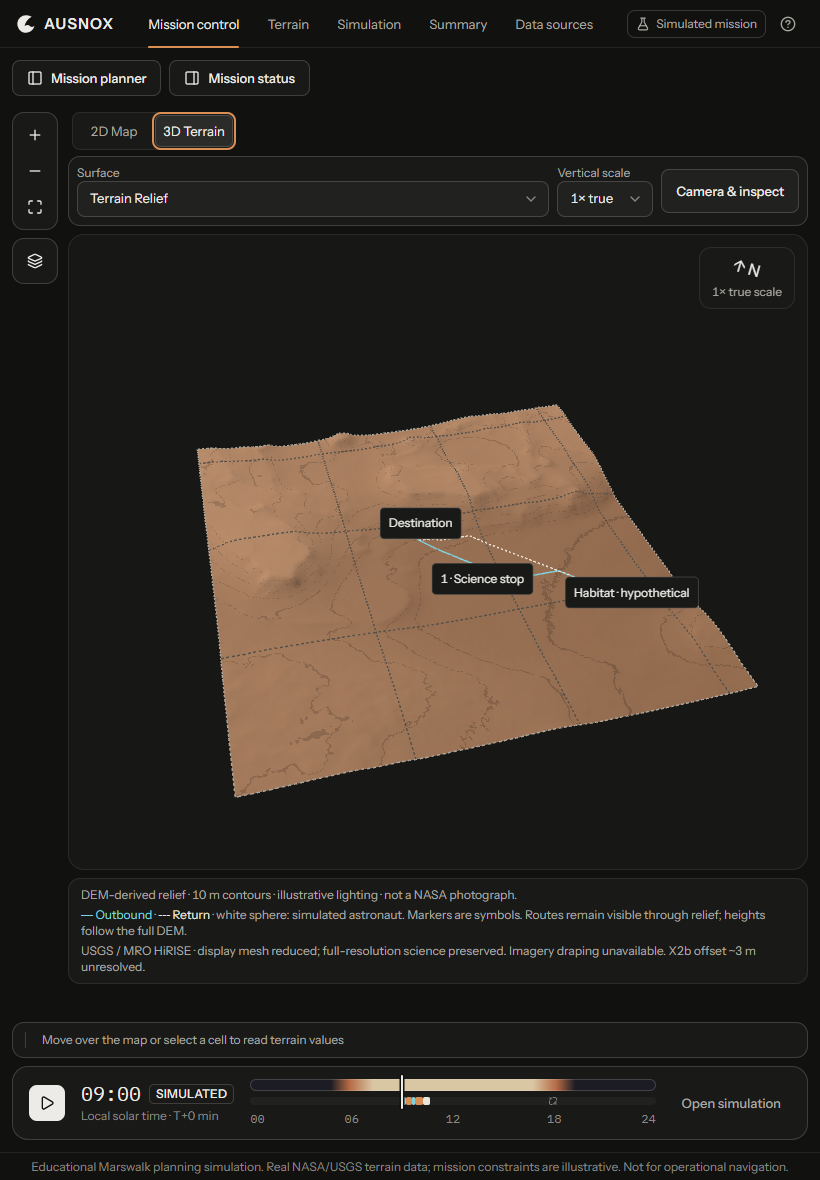 AUSNOX Mission control Terrain Simulation Summary Data sources Simulated mission
Mission planner Mission status
2D Map 3D Terrain
Surface Vertical scale
Terrain Relief 1× true Camera & inspect
N
1× true scale
Destination
1 · Science stop
Habitat · hypothetical
DEM-derived relief · 10 m contours · illustrative lighting · not a NASA photograph.
— Outbound · --- Return · white sphere: simulated astronaut. Markers are symbols. Routes remain visible through relief; heights
follow the full DEM.
USGS / MRO HiRISE · display mesh reduced; full-resolution science preserved. Imagery draping unavailable. X2b offset ~3 m
unresolved.
Move over the map or select a cell to read terrain values
09:00 SIMULATED
Local solar time · T+0 min
00 06 12 18 24
Open simulation
Educational Marswalk planning simulation. Real NASA/USGS terrain data; mission constraints are illustrative. Not for operational navigation.